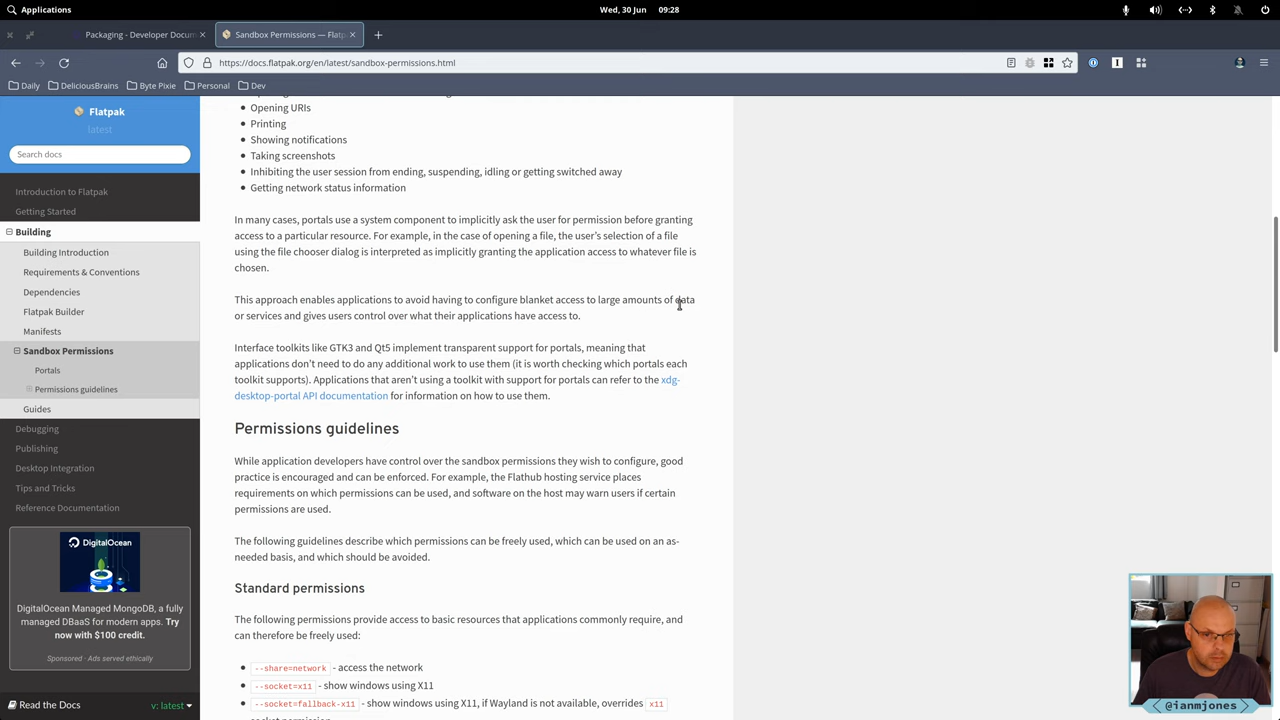 Applications
Wed, 30 Jun 09:28
Packaging - Developer Docum
Sandbox Permissions — Flatp
https://docs.flatpak.org/en/latest/sandbox-permissions.html
Daily
DeliciousBrains
Byte Pixie
Personal
Dev
Flatpak
latest
Search docs
Introduction to Flatpak
Getting Started
Building
Building Introduction
Requirements & Conventions
Dependencies
Flatpak Builder
Manifests
Sandbox Permissions
Portals
Permissions guidelines
Guides
Debugging
Publishing
Desktop Integration
Tips and Tricks
Reference Documentation
DigitalOcean
DigitalOcean Managed MongoDB, a fully
managed DBaaS for modern apps. Try
now with $100 credit.
Sponsored · Ads served ethically
Read the Docs
v: latest
Opening URIs
Printing
Showing notifications
Taking screenshots
Inhibiting the user session from ending, suspending, idling or getting switched away
Getting network status information
In many cases, portals use a system component to implicitly ask the user for permission before granting
access to a particular resource. For example, in the case of opening a file, the user's selection of a file
using the file chooser dialog is interpreted as implicitly granting the application access to whatever file is
chosen.
This approach enables applications to avoid having to configure blanket access to large amounts of data
or services and gives users control over what their applications have access to.
Interface toolkits like GTK3 and Qt5 implement transparent support for portals, meaning that
applications don't need to do any additional work to use them (it is worth checking which portals each
toolkit supports). Applications that aren't using a toolkit with support for portals can refer to the xdg-
desktop-portal API documentation for information on how to use them.
Permissions guidelines
While application developers have control over the sandbox permissions they wish to configure, good
practice is encouraged and can be enforced. For example, the Flathub hosting service places
requirements on which permissions can be used, and software on the host may warn users if certain
permissions are used.
The following guidelines describe which permissions can be freely used, which can be used on an as-
needed basis, and which should be avoided.
Standard permissions
The following permissions provide access to basic resources that applications commonly require, and
can therefore be freely used:
--share=network - access the network
--socket=x11 - show windows using X11
--socket=fallback-x11 - show windows using X11, if Wayland is not available, overrides x11
@ianmjones